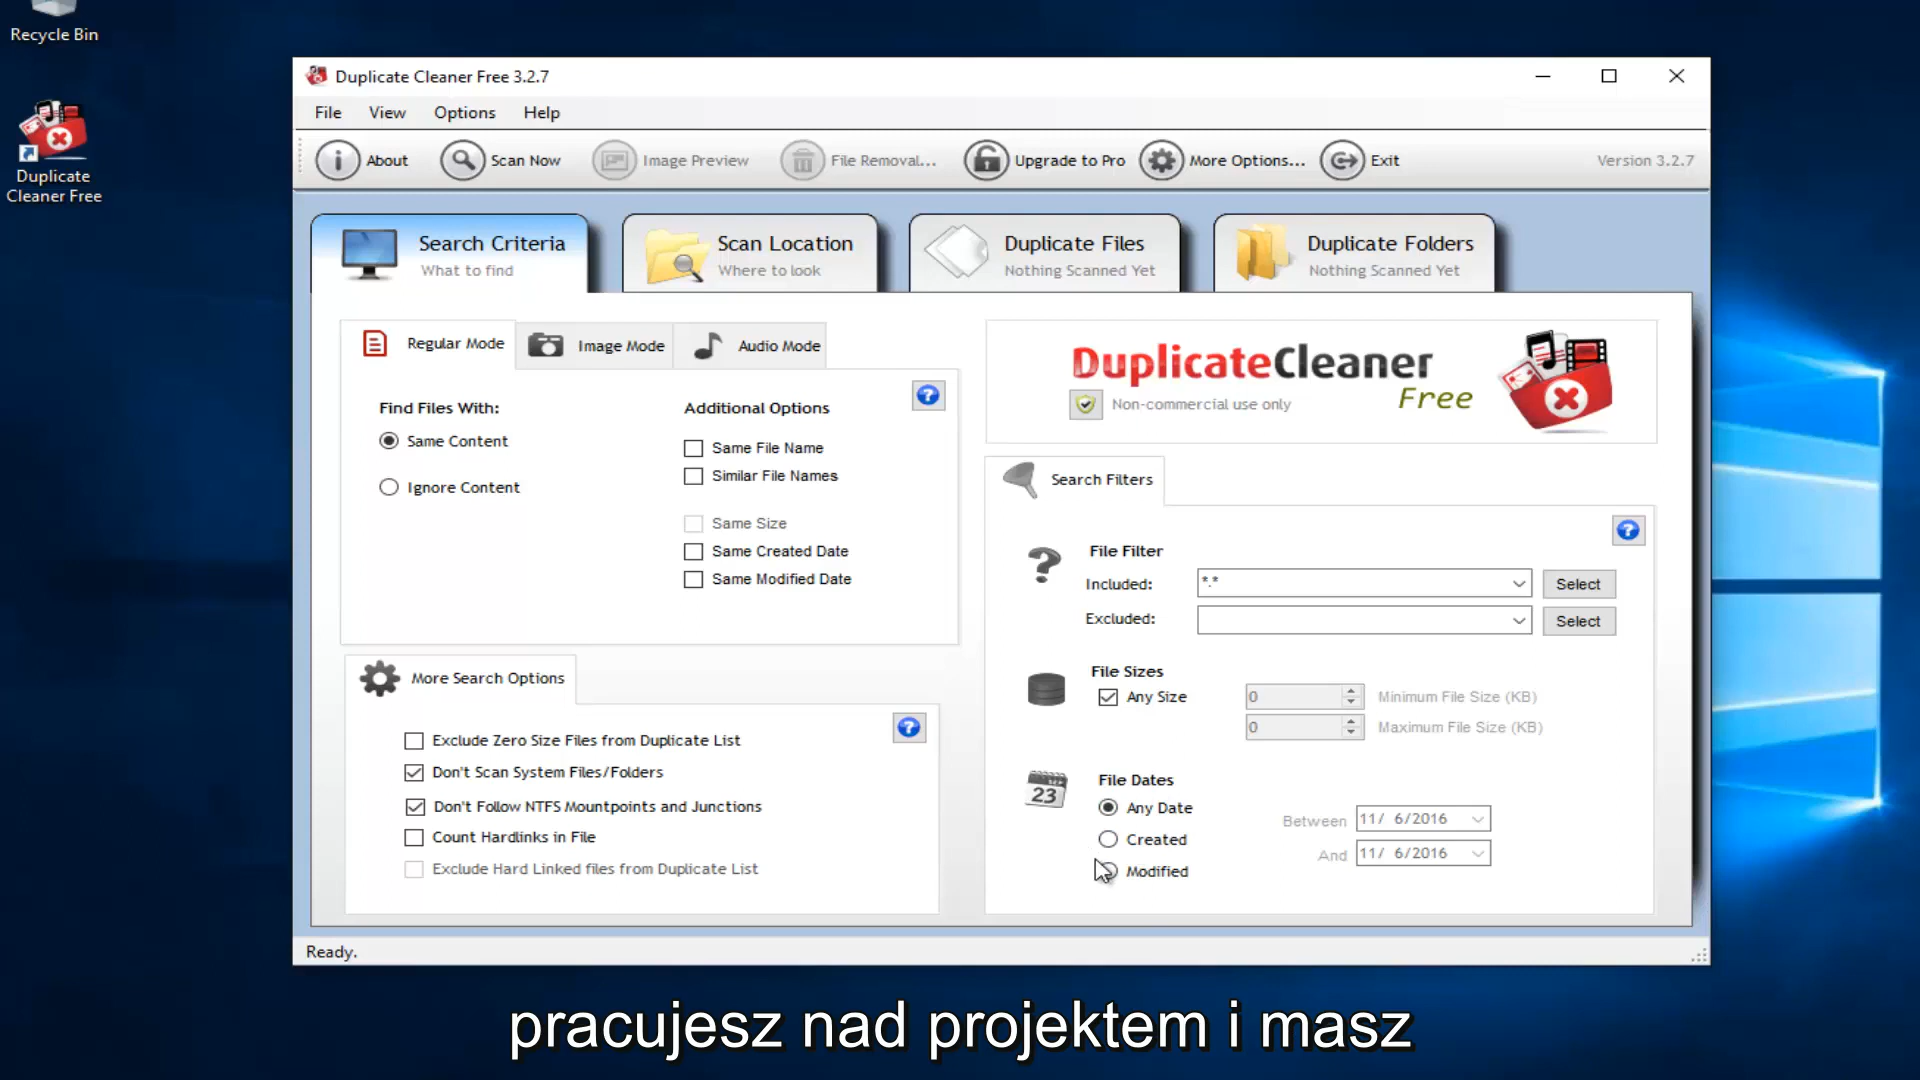 Recycle Bin
Duplicate
Cleaner Free
Duplicate Cleaner Free 3.2.7
File View Options Help
About Scan Now Image Preview File Removal... Upgrade to Pro More Options... Exit Version 3.2.7
Search Criteria
What to find
Scan Location
Where to look
Duplicate Files
Nothing Scanned Yet
Duplicate Folders
Nothing Scanned Yet
Regular Mode Image Mode Audio Mode
Find Files With:
Same Content
Ignore Content
Additional Options
Same File Name
Similar File Names
Same Size
Same Created Date
Same Modified Date
More Search Options
Exclude Zero Size Files from Duplicate List
Don't Scan System Files/Folders
Don't Follow NTFS Mountpoints and Junctions
Count Hardlinks in File
Exclude Hard Linked files from Duplicate List
DuplicateCleaner
Free
Non-commercial use only
Search Filters
File Filter
Included: *.* Select
Excluded: Select
File Sizes
Any Size 0 Minimum File Size (KB)
0 Maximum File Size (KB)
23
File Dates
Any Date
Created
Modified
Between 11/ 6/2016
And 11/ 6/2016
Ready.
pracujesz nad projektem i masz